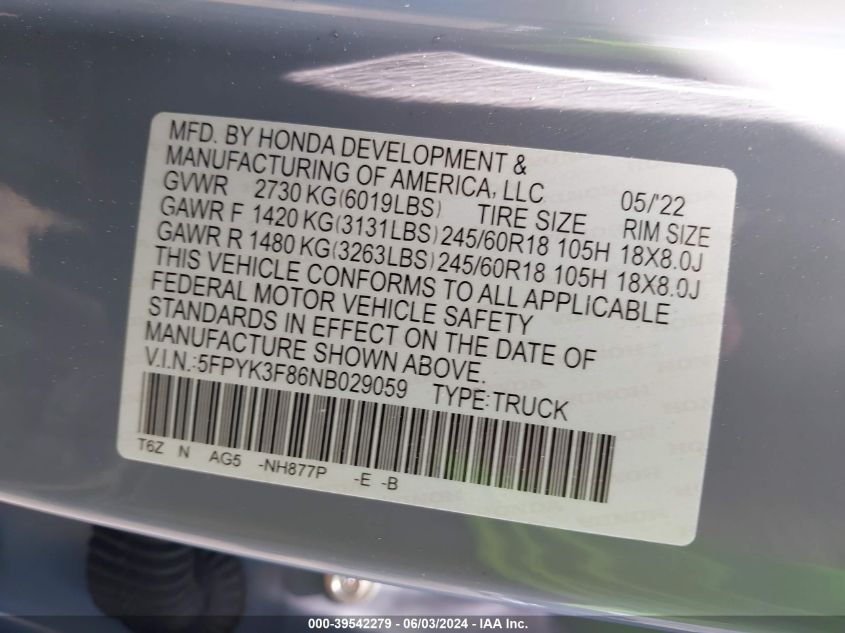 MFD. BY HONDA DEVELOPMENT &
MANUFACTURING OF AMERICA, LLC 05/'22
GVWR 2730 KG(6019LBS) TIRE SIZE RIM SIZE
GAWR F 1420 KG(3131LBS)245/60R18 105H 18X8.0J
GAWR R 1480 KG(3263LBS)245/60R18 105H 18X8.0J
THIS VEHICLE CONFORMS TO ALL APPLICABLE
FEDERAL MOTOR VEHICLE SAFETY
STANDARDS IN EFFECT ON THE DATE OF
MANUFACTURE SHOWN ABOVE.
V.I.N.:5FPYK3F86NB029059 TYPE:TRUCK
T6Z N AG5 -NH877P -E -B
000-39542279 - 06/03/2024 - IAA Inc.